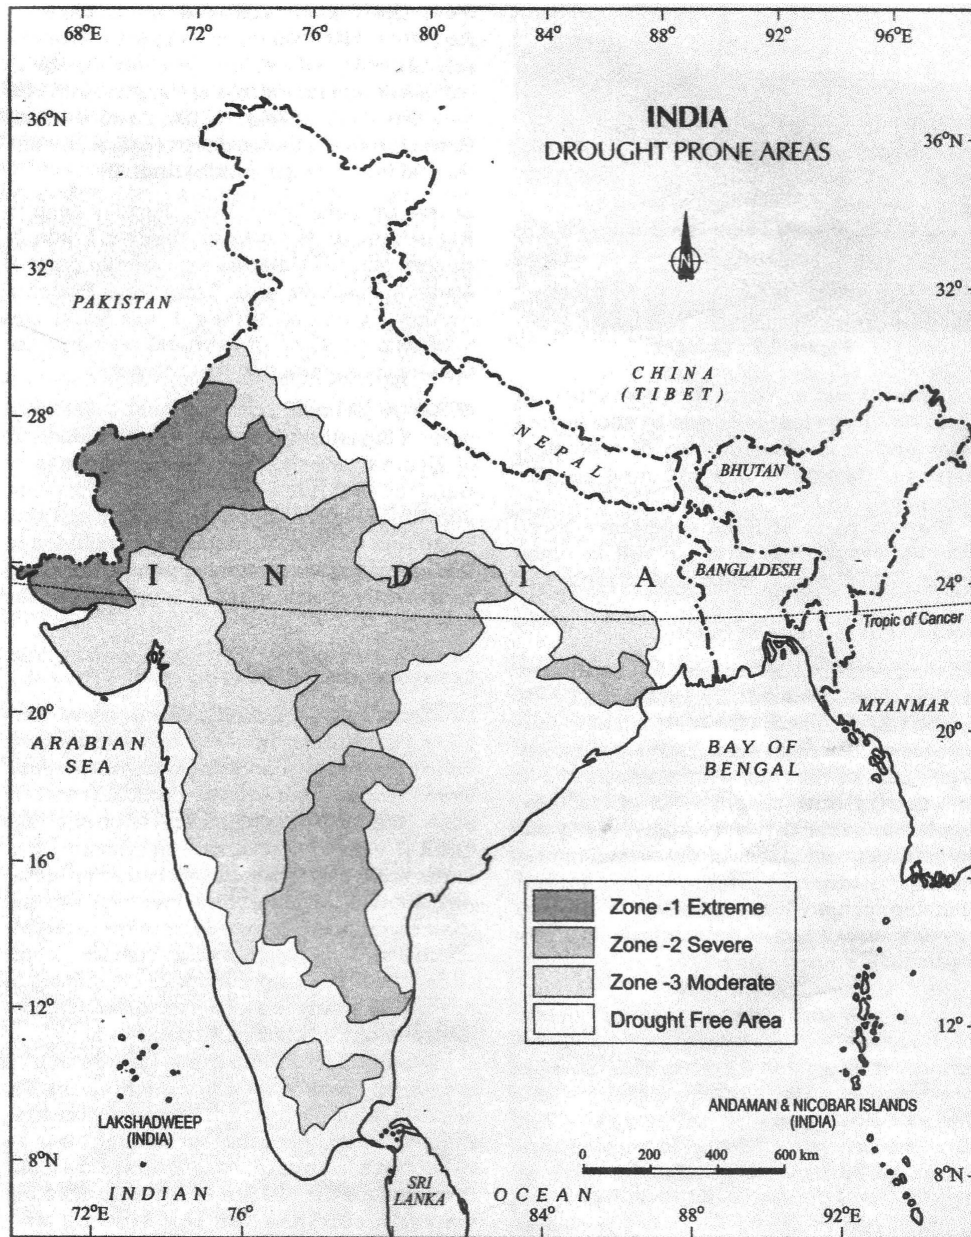 68°E 72° 76° 80° 84° 88° 92° 96°E
36°N
INDIA
DROUGHT PRONE AREAS
36°N
N
32°
32°
PAKISTAN
CHINA
(TIBET)
28°
28°
NEPAL
BHUTAN
I N D I A
BANGLADESH
24°
Tropic of Cancer
20°
MYANMAR
20°
ARABIAN
SEA
BAY OF
BENGAL
16°
16°
Zone -1 Extreme
Zone -2 Severe
Zone -3 Moderate
Drought Free Area
12°
12°
LAKSHADWEEP
(INDIA)
ANDAMAN & NICOBAR ISLANDS
(INDIA)
8°N
0 200 400 600 km
8°N
INDIAN
SRI
LANKA
OCEAN
72°E 76° 84° 88° 92°E